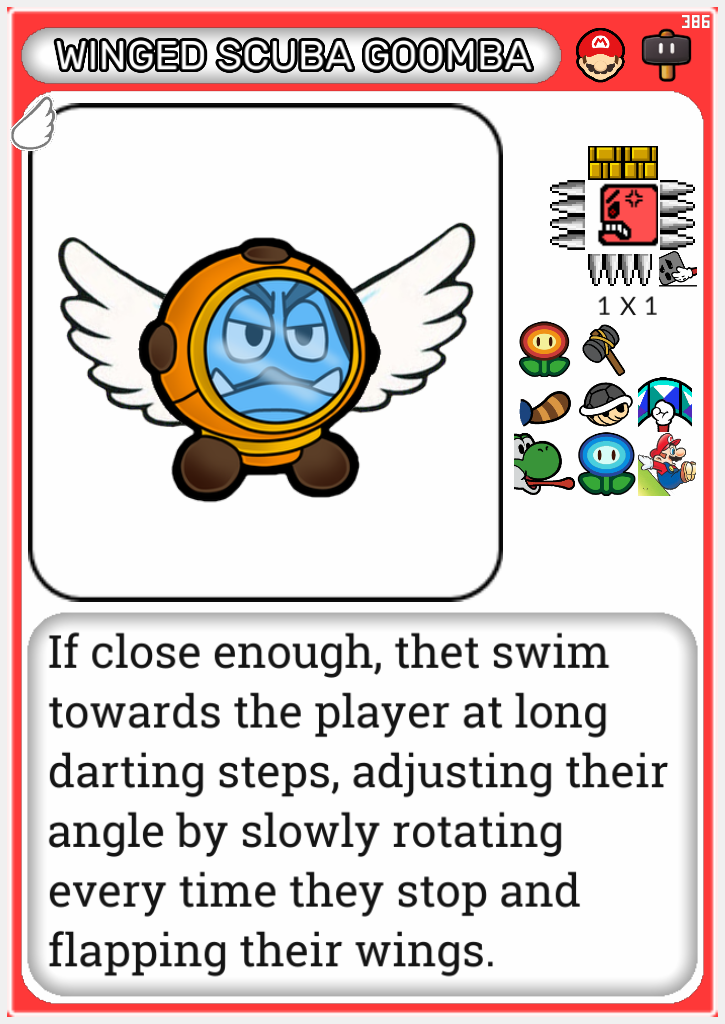 386
WINGED SCUBA GOOMBA
1 X 1
If close enough, thet swim
towards the player at long
darting steps, adjusting their
angle by slowly rotating
every time they stop and
flapping their wings.